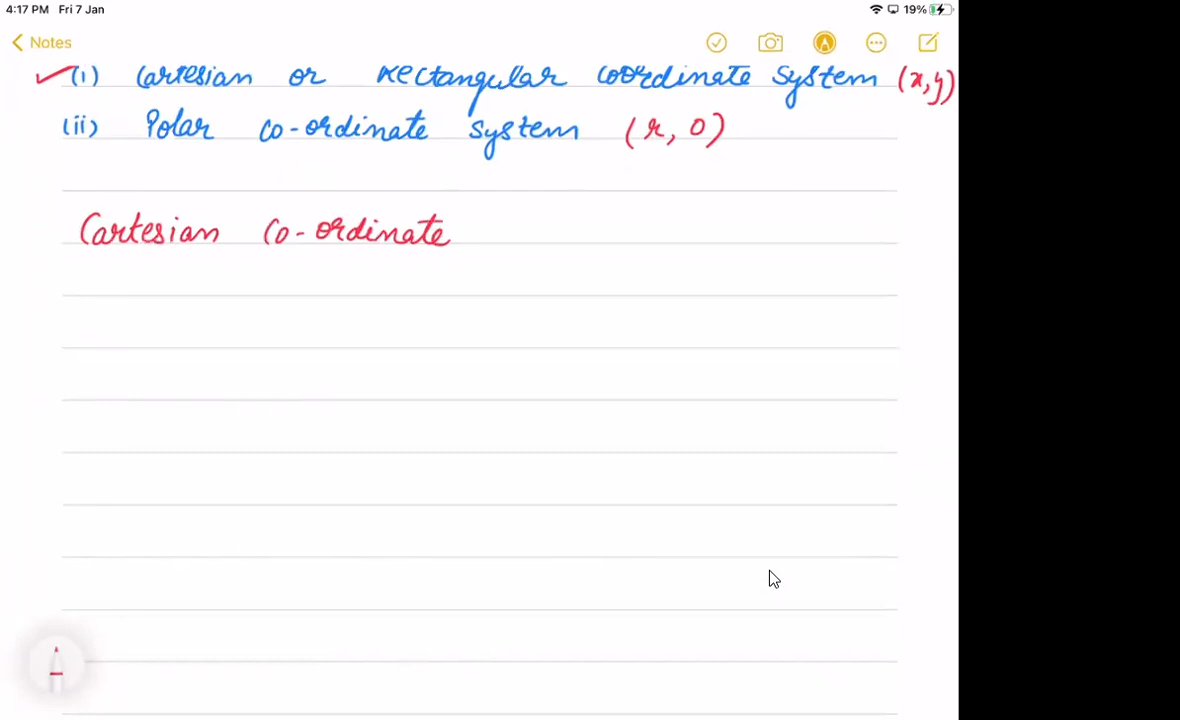 4:17 PM Fri 7 Jan 19%
Notes
(i) Cartesian or Rectangular coordinate system (x,y)
(ii) Polar co-ordinate system (r, 0)
Cartesian Co-ordinate